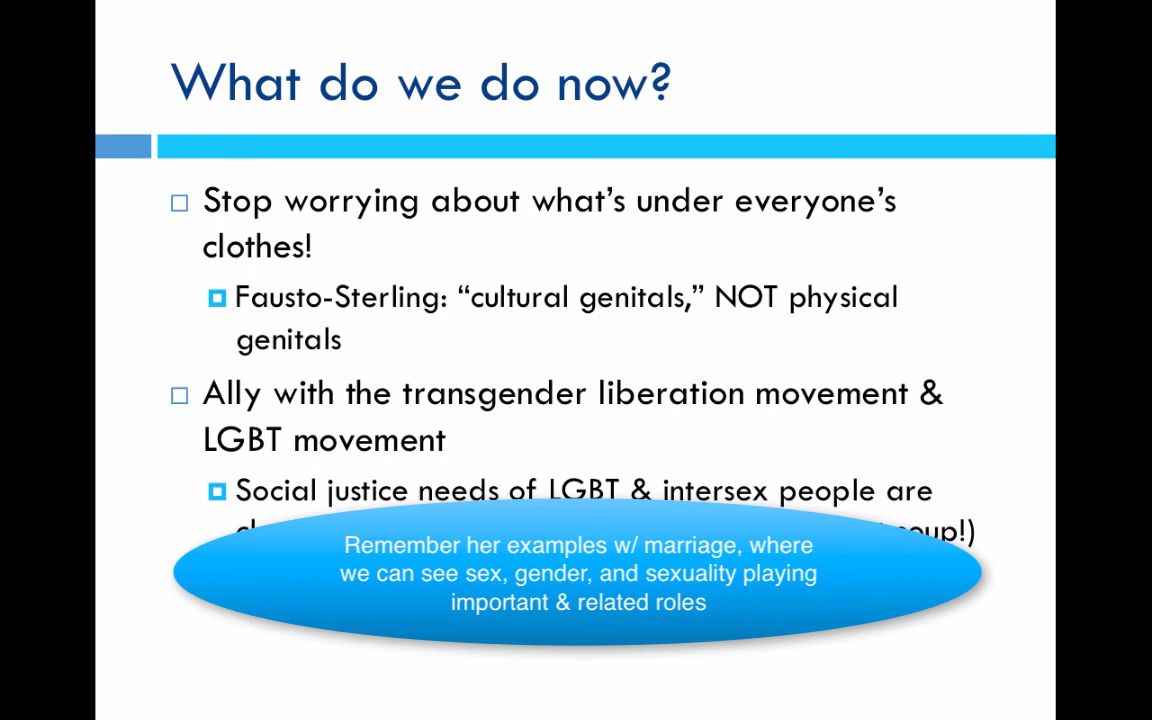 What do we do now?
Stop worrying about what's under everyone's
clothes!
Fausto-Sterling: “cultural genitals,” NOT physical
genitals
Ally with the transgender liberation movement &
LGBT movement
Social justice needs of LGBT & intersex people are
Remember her examples w/ marriage, where
we can see sex, gender, and sexuality playing
important & related roles